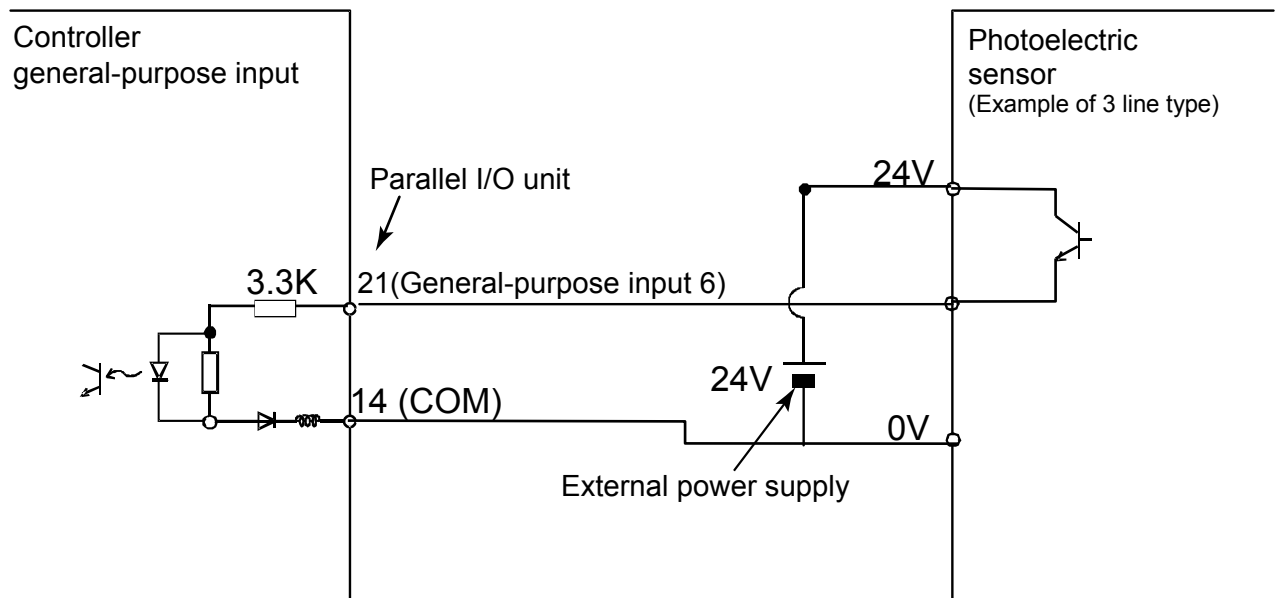 Controller
general-purpose input
Photoelectric
sensor
(Example of 3 line type)
Parallel I/O unit
24V
3.3K
21(General-purpose input 6)
24V
14 (COM)
0V
External power supply